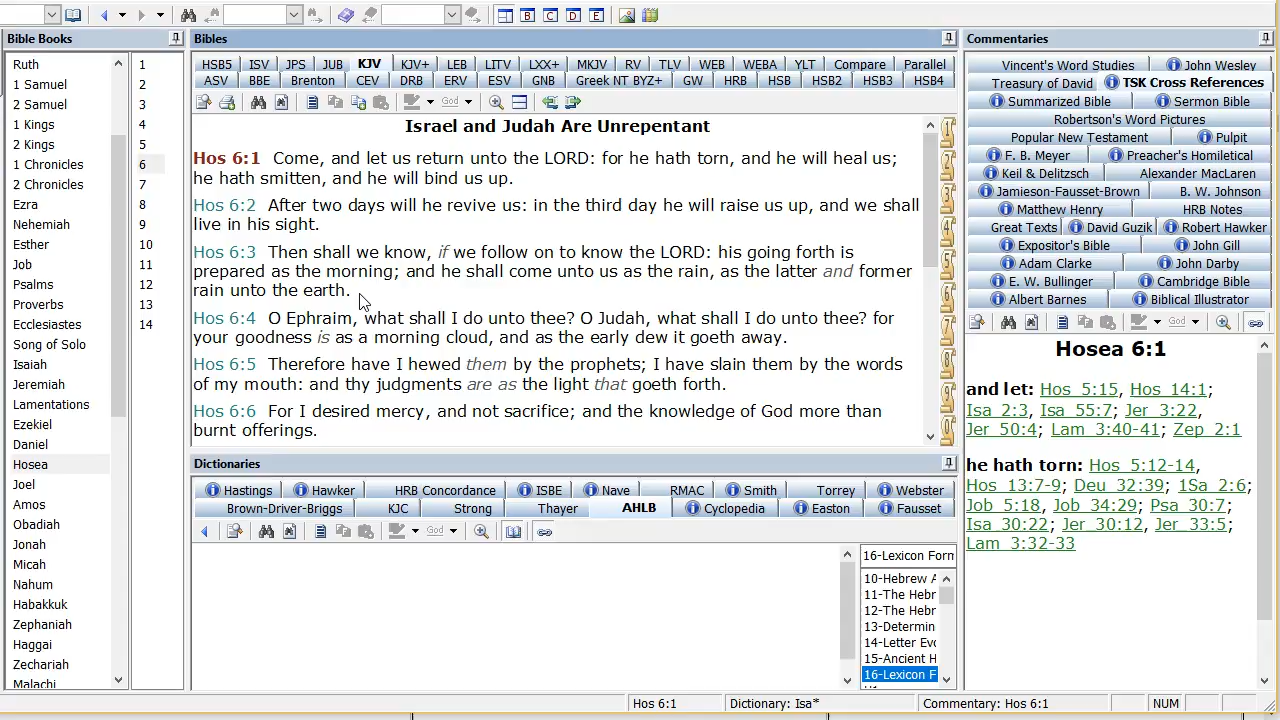 B C D E
Bible Books
Bibles
Commentaries
Ruth
1 Samuel
2 Samuel
1 Kings
2 Kings
1 Chronicles
2 Chronicles
Ezra
Nehemiah
Esther
Job
Psalms
Proverbs
Ecclesiastes
Song of Solo
Isaiah
Jeremiah
Lamentations
Ezekiel
Daniel
Hosea
Joel
Amos
Obadiah
Jonah
Micah
Nahum
Habakkuk
Zephaniah
Haggai
Zechariah
Malachi
1
2
3
4
5
6
7
8
9
10
11
12
13
14
HSB5 ISV JPS JUB KJV KJV+ LEB LITV LXX+ MKJV RV TLV WEB WEBA YLT Compare Parallel
ASV BBE Brenton CEV DRB ERV ESV GNB Greek NT BYZ+ GW HRB HSB HSB2 HSB3 HSB4
God
Israel and Judah Are Unrepentant
Hos 6:1 Come, and let us return unto the LORD: for he hath torn, and he will heal us;
he hath smitten, and he will bind us up.
Hos 6:2 After two days will he revive us: in the third day he will raise us up, and we shall
live in his sight.
Hos 6:3 Then shall we know, if we follow on to know the LORD: his going forth is
prepared as the morning; and he shall come unto us as the rain, as the latter and former
rain unto the earth.
Hos 6:4 O Ephraim, what shall I do unto thee? O Judah, what shall I do unto thee? for
your goodness is as a morning cloud, and as the early dew it goeth away.
Hos 6:5 Therefore have I hewed them by the prophets; I have slain them by the words
of my mouth: and thy judgments are as the light that goeth forth.
Hos 6:6 For I desired mercy, and not sacrifice; and the knowledge of God more than
burnt offerings.
1
2
3
4
5
6
7
8
9
0
Dictionaries
Hastings Hawker HRB Concordance ISBE Nave RMAC Smith Torrey Webster
Brown-Driver-Briggs KJC Strong Thayer AHLB Cyclopedia Easton Fausset
God
16-Lexicon Forn
10-Hebrew A
11-The Hebr
12-The Hebr
13-Determin
14-Letter Evo
15-Ancient H
16-Lexicon F
Vincent's Word Studies John Wesley
Treasury of David TSK Cross References
Summarized Bible Sermon Bible
Robertson's Word Pictures
Popular New Testament Pulpit
F. B. Meyer Preacher's Homiletical
Keil & Delitzsch Alexander MacLaren
Jamieson-Fausset-Brown B. W. Johnson
Matthew Henry HRB Notes
Great Texts David Guzik Robert Hawker
Expositor's Bible John Gill
Adam Clarke John Darby
E. W. Bullinger Cambridge Bible
Albert Barnes Biblical Illustrator
God
Hosea 6:1
and let: Hos 5:15, Hos 14:1;
Isa 2:3, Isa 55:7; Jer 3:22,
Jer 50:4; Lam 3:40-41; Zep 2:1
he hath torn: Hos 5:12-14,
Hos 13:7-9; Deu 32:39; 1Sa 2:6;
Job 5:18, Job 34:29; Psa 30:7;
Isa 30:22; Jer 30:12, Jer 33:5;
Lam 3:32-33
Hos 6:1 Dictionary: Isa* Commentary: Hos 6:1 NUM